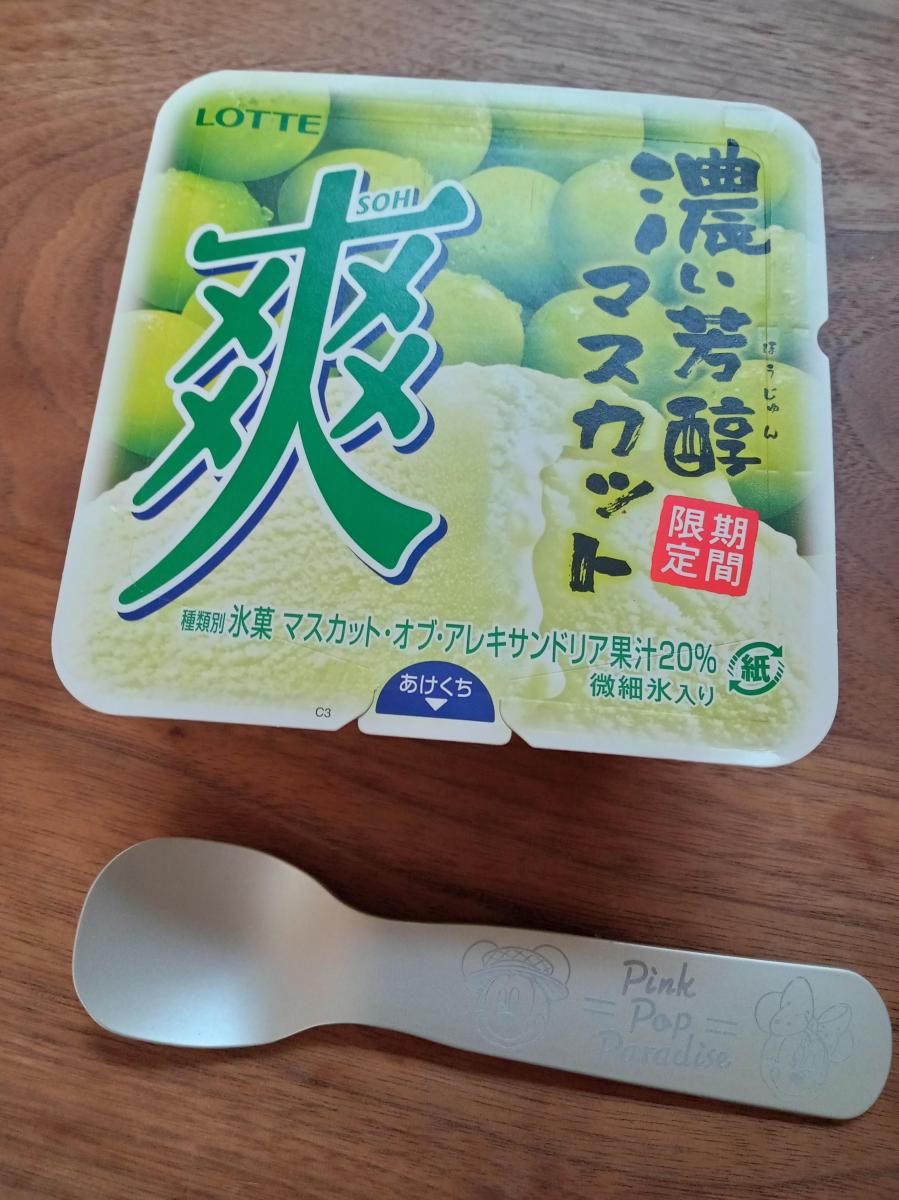 LOTTE
爽
SOH
濃い芳醇
ほうじゅん
マスカット
期間
限定
種類別 氷菓 マスカット・オブ・アレキサンドリア果汁20%
微細氷入り
紙
あけくち
C3
Pink
Pop
Paradise